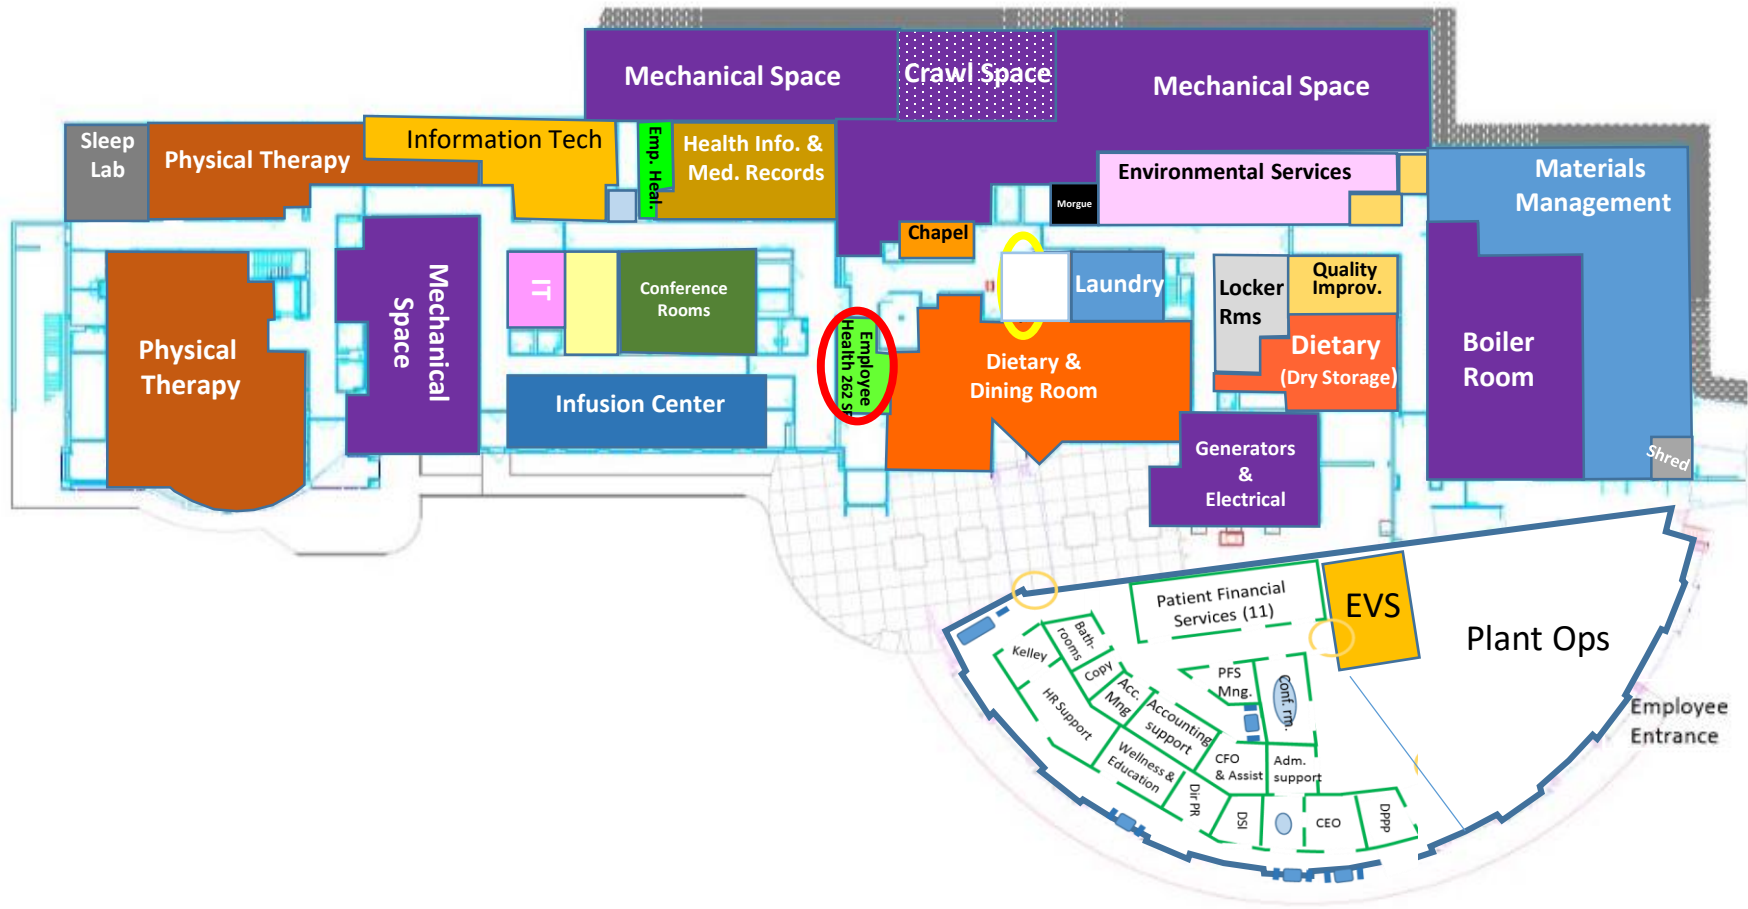 Mechanical Space
Crawl Space
Mechanical Space
Sleep
Lab
Physical Therapy
Information Tech
Emp. Heal.
Health Info. &
Med. Records
Environmental Services
Morgue
Materials
Management
Chapel
Physical
Therapy
Mechanical
Space
IT
Conference
Rooms
Infusion Center
Employee
Health 262 SF
Laundry
Dietary &
Dining Room
Locker
Rms
Quality
Improv.
Dietary
(Dry Storage)
Boiler
Room
Generators
&
Electrical
Shred
Patient Financial
Services (11)
EVS
Plant Ops
Employee
Entrance
Bath-
rooms
Kelley
Copy
HR Support
Acc.
Mng
Accounting
support
PFS
Mng.
Conf. rm.
Wellness &
Education
CFO
& Assist
Adm.
support
Dir PR
DSI
CEO
DPPP